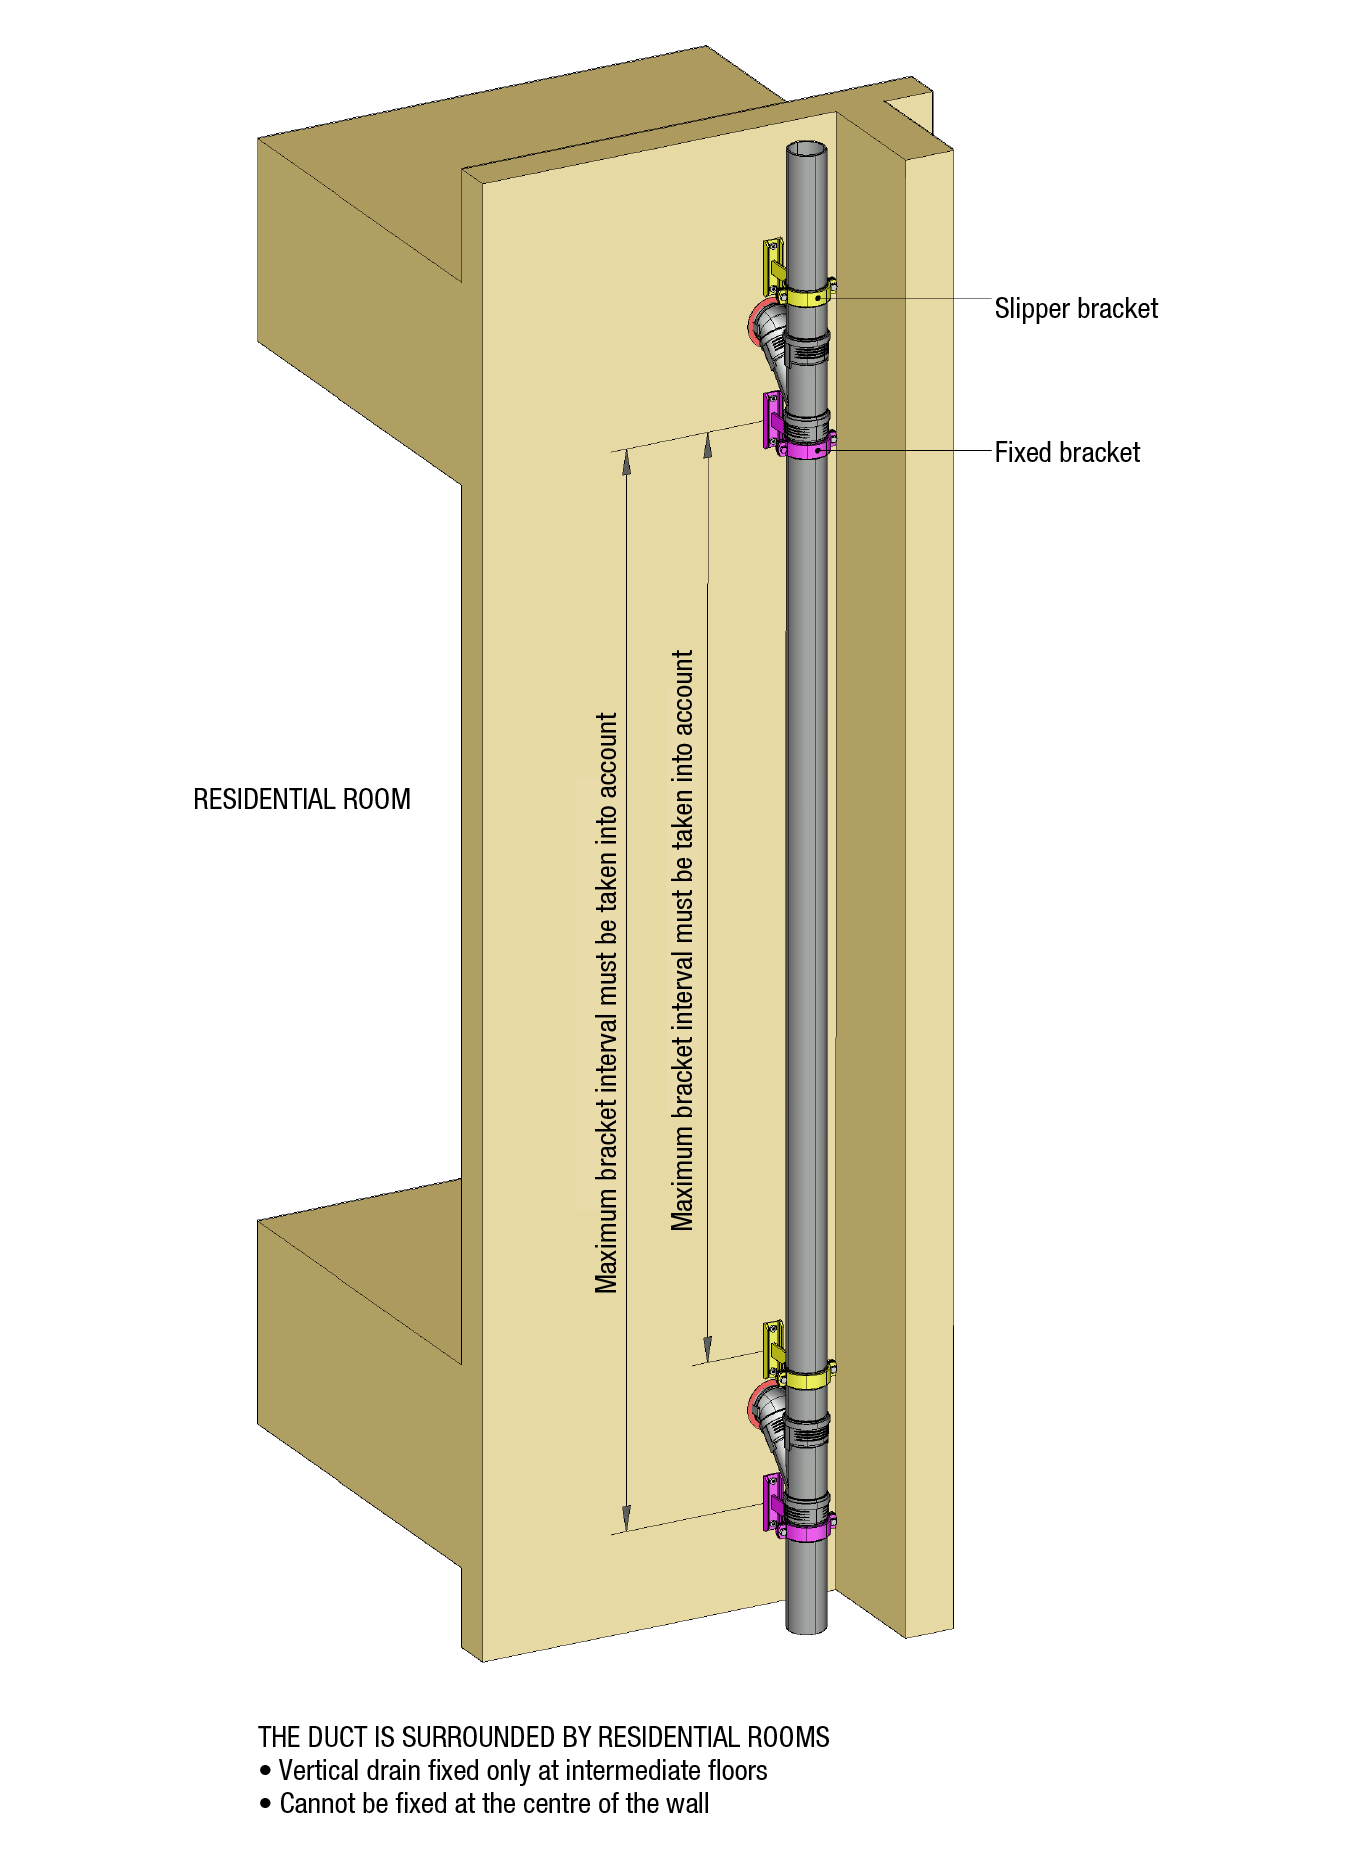 Slipper bracket
Fixed bracket
Maximum bracket interval must be taken into account
Maximum bracket interval must be taken into account
RESIDENTIAL ROOM
THE DUCT IS SURROUNDED BY RESIDENTIAL ROOMS
• Vertical drain fixed only at intermediate floors
• Cannot be fixed at the centre of the wall